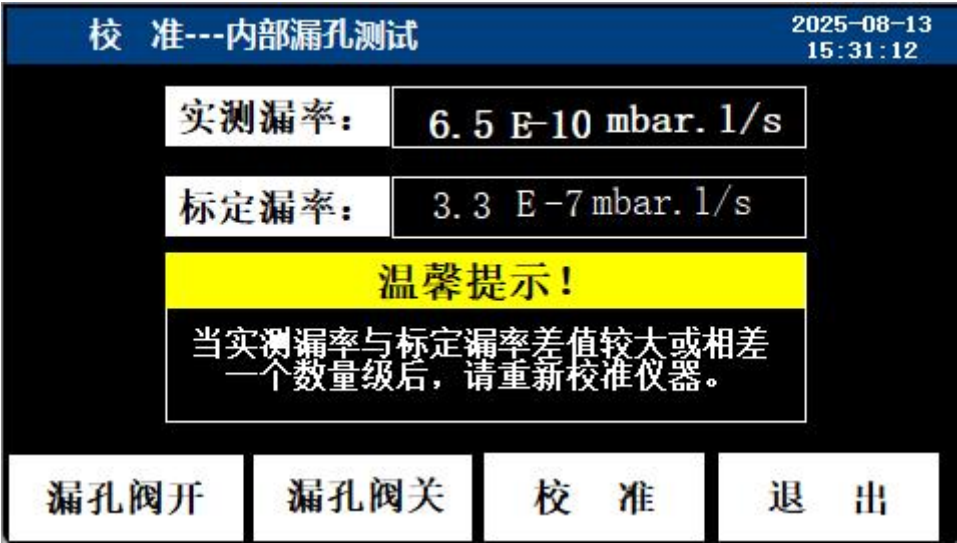 校 准---内部漏孔测试
2025-08-13
15:31:12
实测漏率： 6.5 E-10 mbar.l/s
标定漏率： 3.3 E-7 mbar.l/s
温馨提示！
当实测漏率与标定漏率差值较大或相差
一个数量级后，请重新校准仪器。
漏孔阀开 漏孔阀关 校 准 退 出